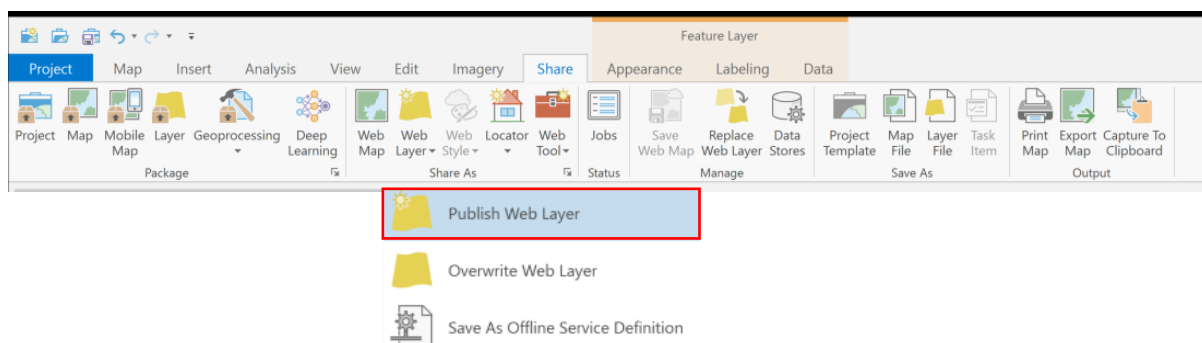 Feature Layer
Project Map Insert Analysis View Edit Imagery Share Appearance Labeling Data
Project Map Mobile Layer Geoprocessing Deep Web Web Web Locator Web Jobs Save Replace Data Project Map Layer Task Print Export Capture To
Map Learning Map Layer Style Tool Web Map Web Layer Stores Template File File Item Map Map Clipboard
Package Share As Status Manage Save As Output
Publish Web Layer
Overwrite Web Layer
Save As Offline Service Definition